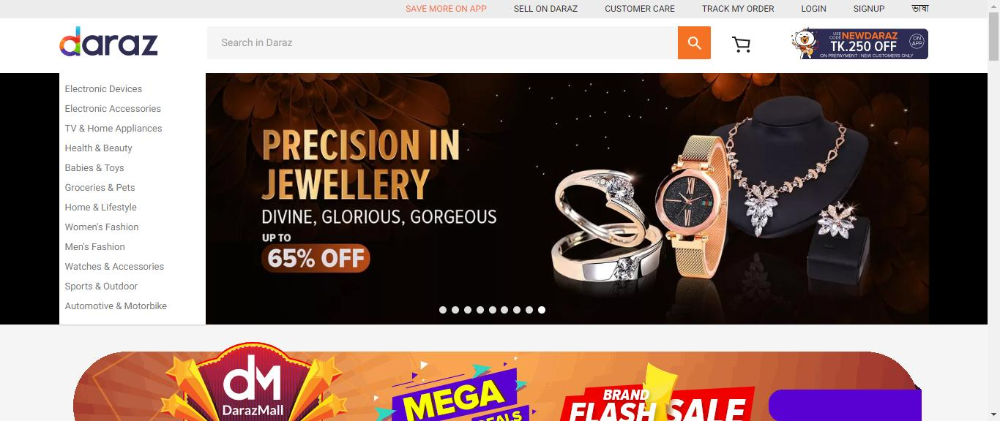 SAVE MORE ON APP SELL ON DARAZ CUSTOMER CARE TRACK MY ORDER LOGIN SIGNUP ভাষা
daraz
Search in Daraz
USE CODE NEWDARAZ
TK.250 OFF
ON APP
ON PREPAYMENT | NEW CUSTOMERS ONLY
Electronic Devices
Electronic Accessories
TV & Home Appliances
Health & Beauty
Babies & Toys
Groceries & Pets
Home & Lifestyle
Women's Fashion
Men's Fashion
Watches & Accessories
Sports & Outdoor
Automotive & Motorbike
PRECISION IN
JEWELLERY
DIVINE, GLORIOUS, GORGEOUS
UP TO
65% OFF
dM
DarazMall
MEGA
DEALS
BRAND
FLASH SALE